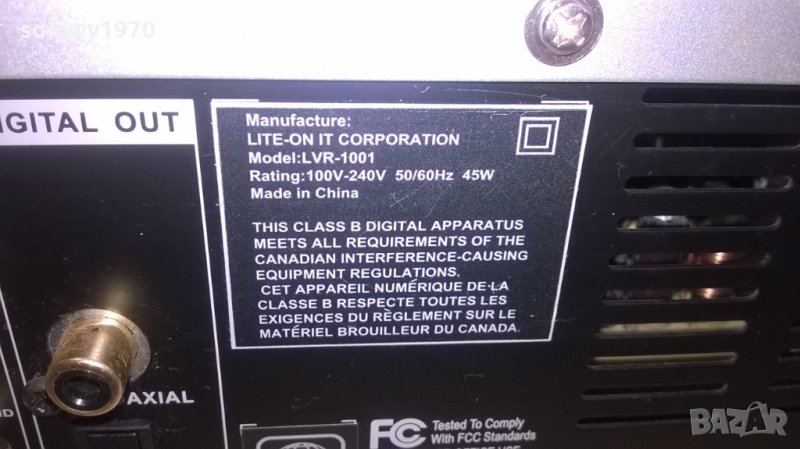 sonyvy1970
IGITAL OUT
Manufacture:
LITE-ON IT CORPORATION
Model:LVR-1001
Rating:100V-240V 50/60Hz 45W
Made in China
THIS CLASS B DIGITAL APPARATUS
MEETS ALL REQUIREMENTS OF THE
CANADIAN INTERFERENCE-CAUSING
EQUIPMENT REGULATIONS.
CET APPAREIL NUMÉRIQUE DE-LA
CLASSE B RESPECTE TOUTES LES
EXIGENCES DU RÈGLEMENT SUR LE
MATÉRIEL BROUILLEUR DU CANADA.
AXIAL
FC Tested To Comply
With FCC Standards
BAZAR